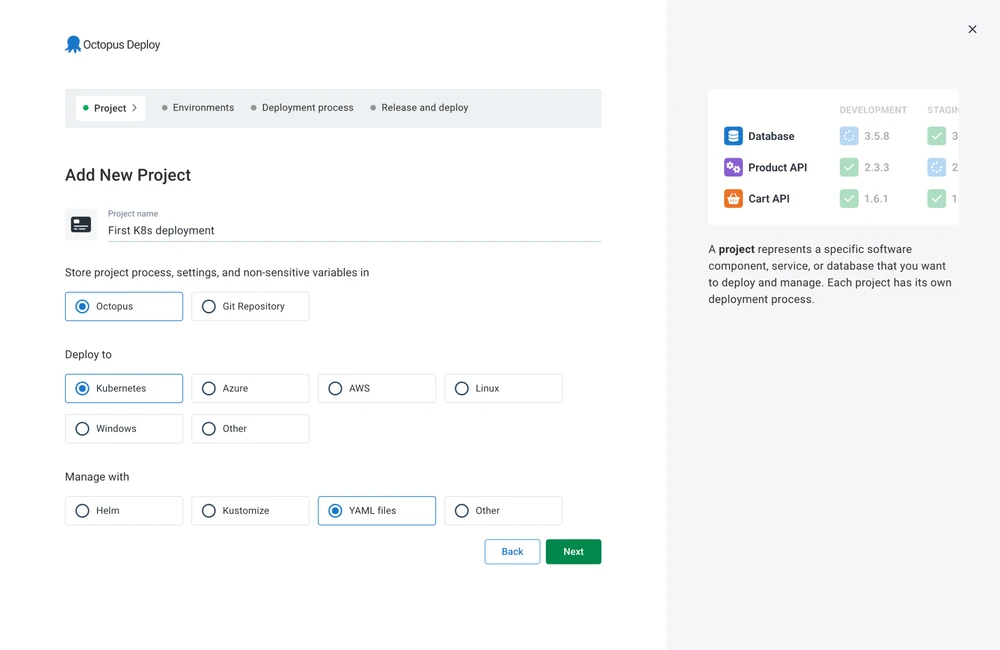 Octopus Deploy
Project
Environments
Deployment process
Release and deploy
Add New Project
Project name
First K8s deployment
Store project process, settings, and non-sensitive variables in
Octopus
Git Repository
Deploy to
Kubernetes
Azure
AWS
Linux
Windows
Other
Manage with
Helm
Kustomize
YAML files
Other
Back
Next
DEVELOPMENT
STAGIN
Database
3.5.8
3
Product API
2.3.3
2
Cart API
1.6.1
1
A project represents a specific software
component, service, or database that you want
to deploy and manage. Each project has its own
deployment process.